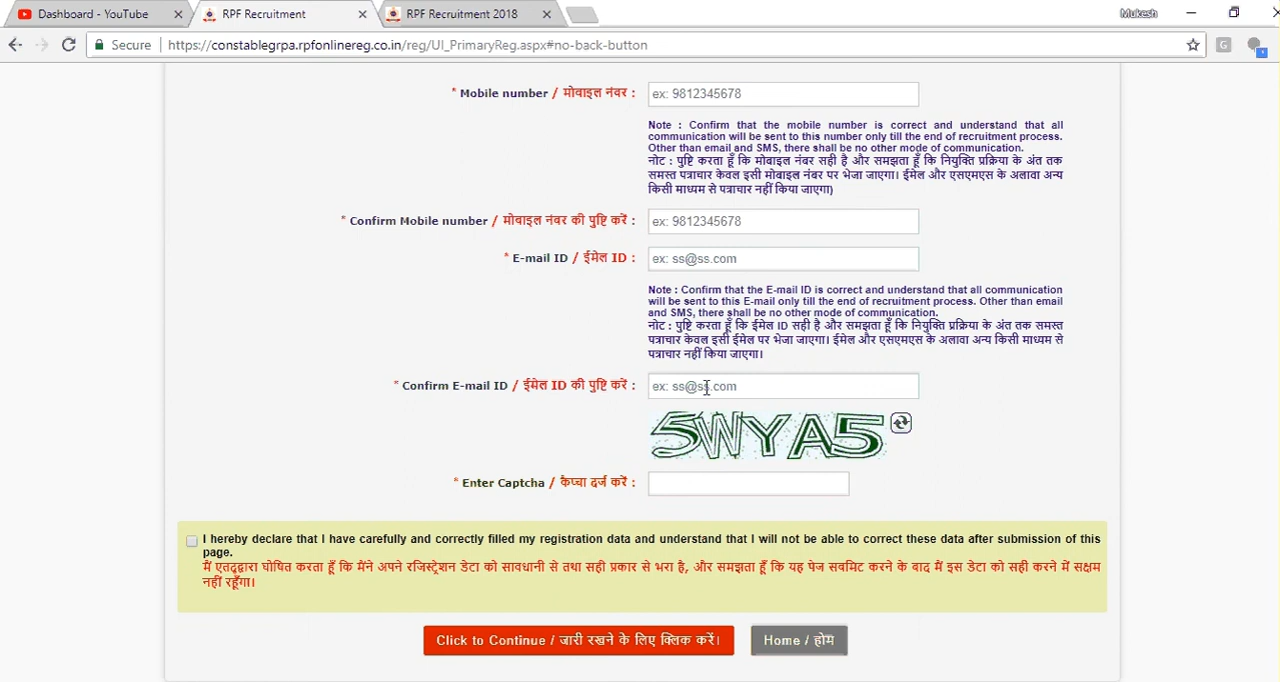 Dashboard - YouTube
RPF Recruitment
RPF Recruitment 2018
Mukesh
Secure
https://constablegrpa.rpfonlinereg.co.in/reg/UI_PrimaryReg.aspx#no-back-button
G
* Mobile number / मोवाइल नंवर : ex: 9812345678
Note : Confirm that the mobile number is correct and understand that all
communication will be sent to this number only till the end of recruitment process.
Other than email and SMS, there shall be no other mode of communication.
नोट : पुष्टि करता हूँ कि मोवाइल नंबर सही है और समझता हूँ कि नियुक्ति प्रक्रिया के अंत तक
समस्त पत्राचार केवल इसी मोबाइल नंबर पर भेजा जाएगा। ईमेल और एसएमएस के अलावा अन्य
किसी माध्यम से पत्राचार नहीं किया जाएगा)
* Confirm Mobile number / मोवाइल नंवर की पुष्टि करें : ex: 9812345678
* E-mail ID / ईमेल ID : ex: ss@ss.com
Note : Confirm that the E-mail ID is correct and understand that all communication
will be sent to this E-mail only till the end of recruitment process. Other than email
and SMS, there shall be no other mode of communication.
नोट : पुष्टि करता हूँ कि ईमेल ID सही है और समझता हूँ कि नियुक्ति प्रक्रिया के अंत तक समस्त
पत्राचार केवल इसी ईमेल पर भेजा जाएगा। ईमेल और एसएमएस के अलावा अन्य किसी माध्यम से
पत्राचार नहीं किया जाएगा।
* Confirm E-mail ID / ईमेल ID की पुष्टि करें : ex: ss@ss.com
5WYA5
* Enter Captcha / कैप्चा दर्ज करें :
I hereby declare that I have carefully and correctly filled my registration data and understand that I will not be able to correct these data after submission of this
page.
मैं एतद्द्वारा घोषित करता हूँ कि मैंने अपने रजिस्ट्रेशन डेटा को सावधानी से तथा सही प्रकार से भरा है, और समझता हूँ कि यह पेज सवमिट करने के बाद मैं इस डेटा को सही करने में सक्षम
नहीं रहूँगा।
Click to Continue / जारी रखने के लिए क्लिक करें।
Home / होम